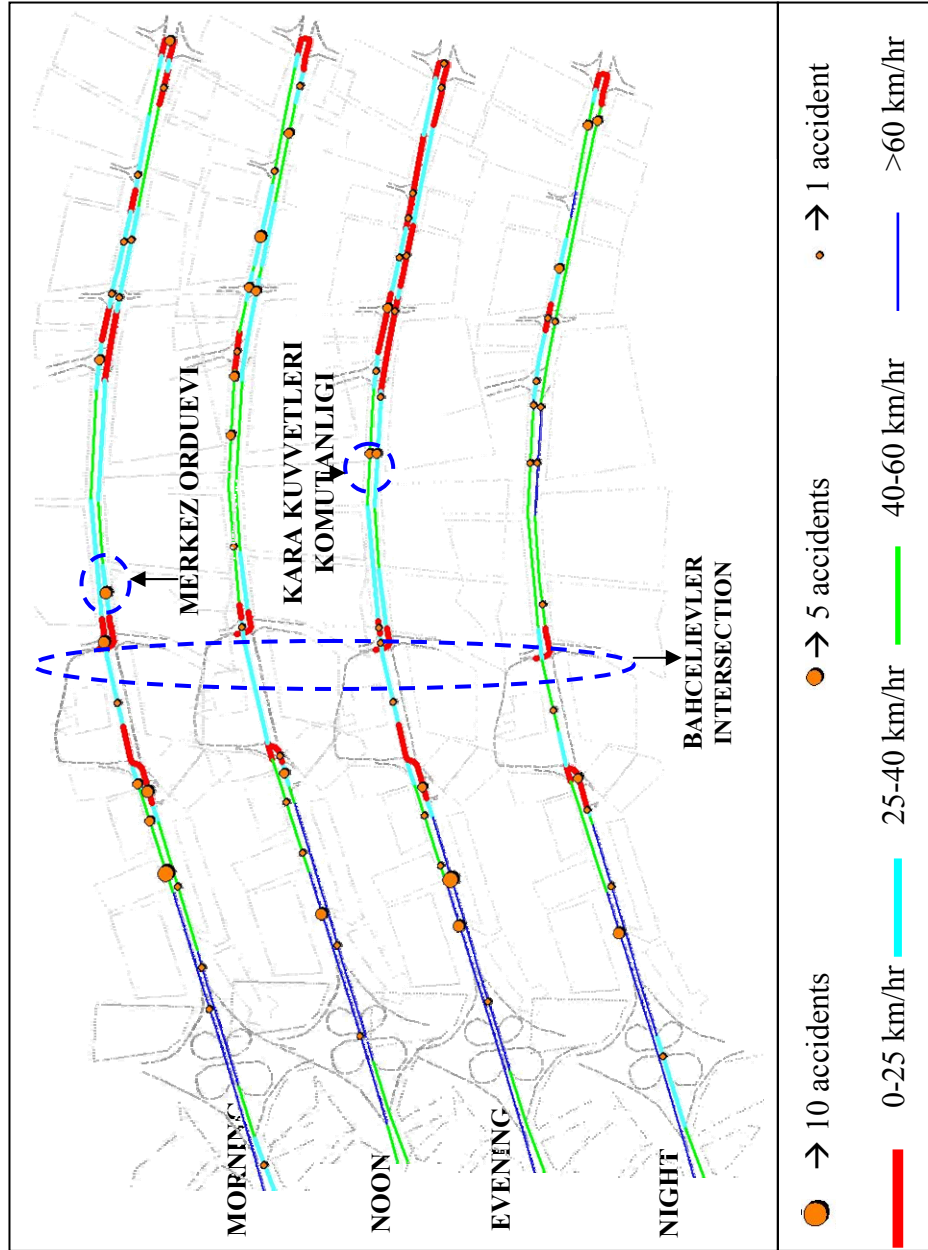 MORNING
NOON
EVENING
NIGHT
MERKEZ ORDUEVI
KARA KUVVETLERI
KOMUTANLIGI
BAHCELIEVLER
INTERSECTION
→ 10 accidents
→ 5 accidents
→ 1 accident
0-25 km/hr
25-40 km/hr
40-60 km/hr
>60 km/hr